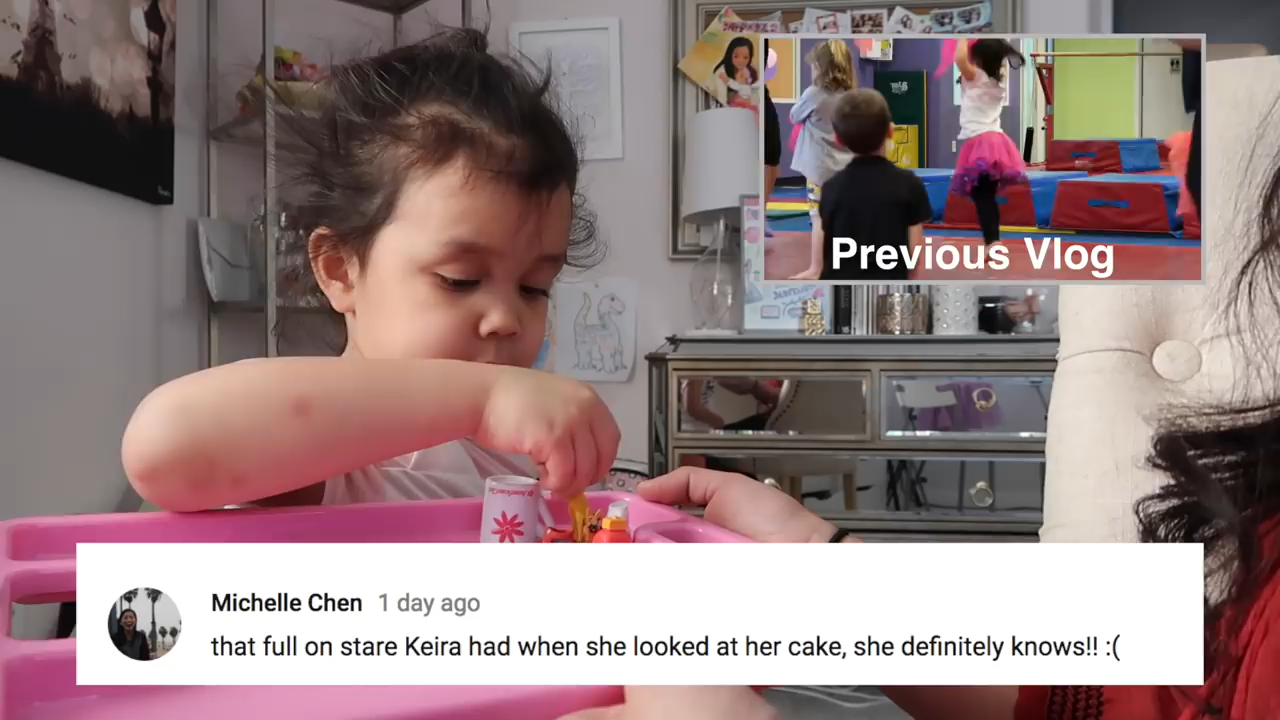 Previous Vlog
Michelle Chen 1 day ago
that full on stare Keira had when she looked at her cake, she definitely knows!! :(